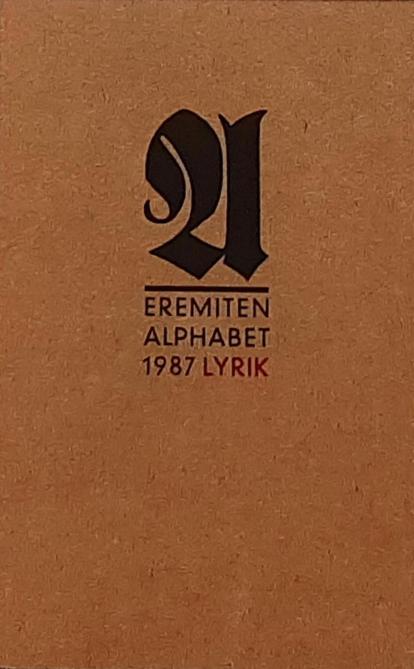 A
EREMITEN
ALPHABET
1987 LYRIK